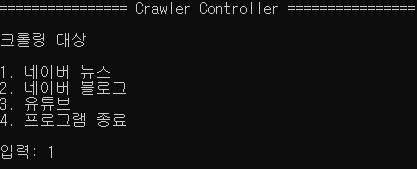 ================ Crawler Controller ================
크롤링 대상
1. 네이버 뉴스
2. 네이버 블로그
3. 유튜브
4. 프로그램 종료
입력: 1